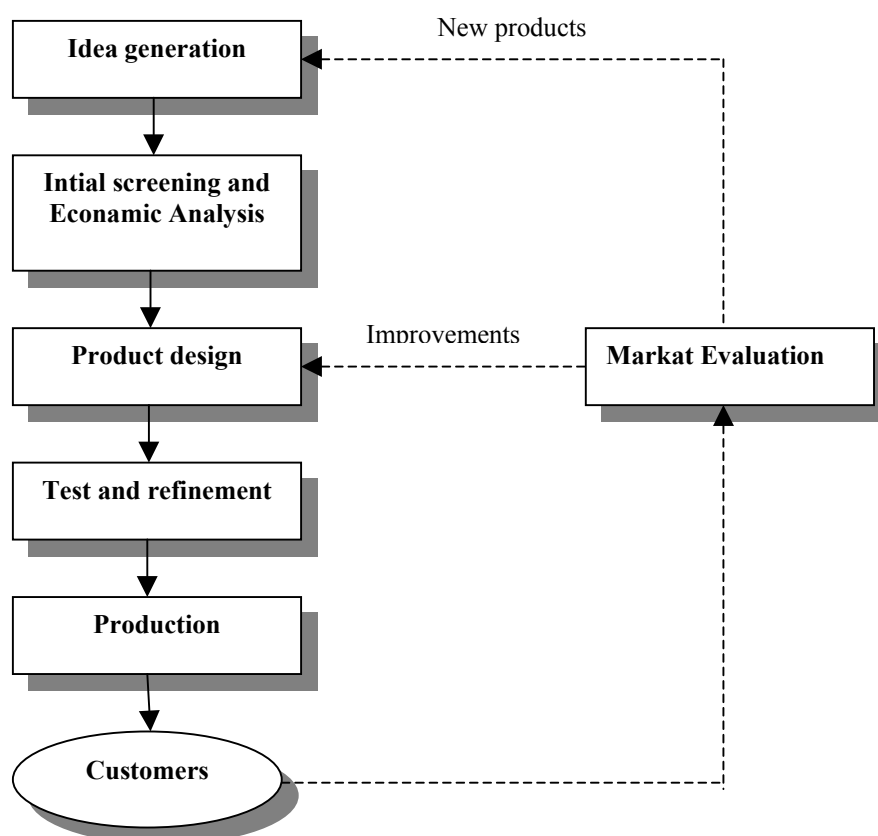 New products
Idea generation
Intial screening and
Econamic Analysis
Improvements
Product design
Markat Evaluation
Test and refinement
Production
Customers